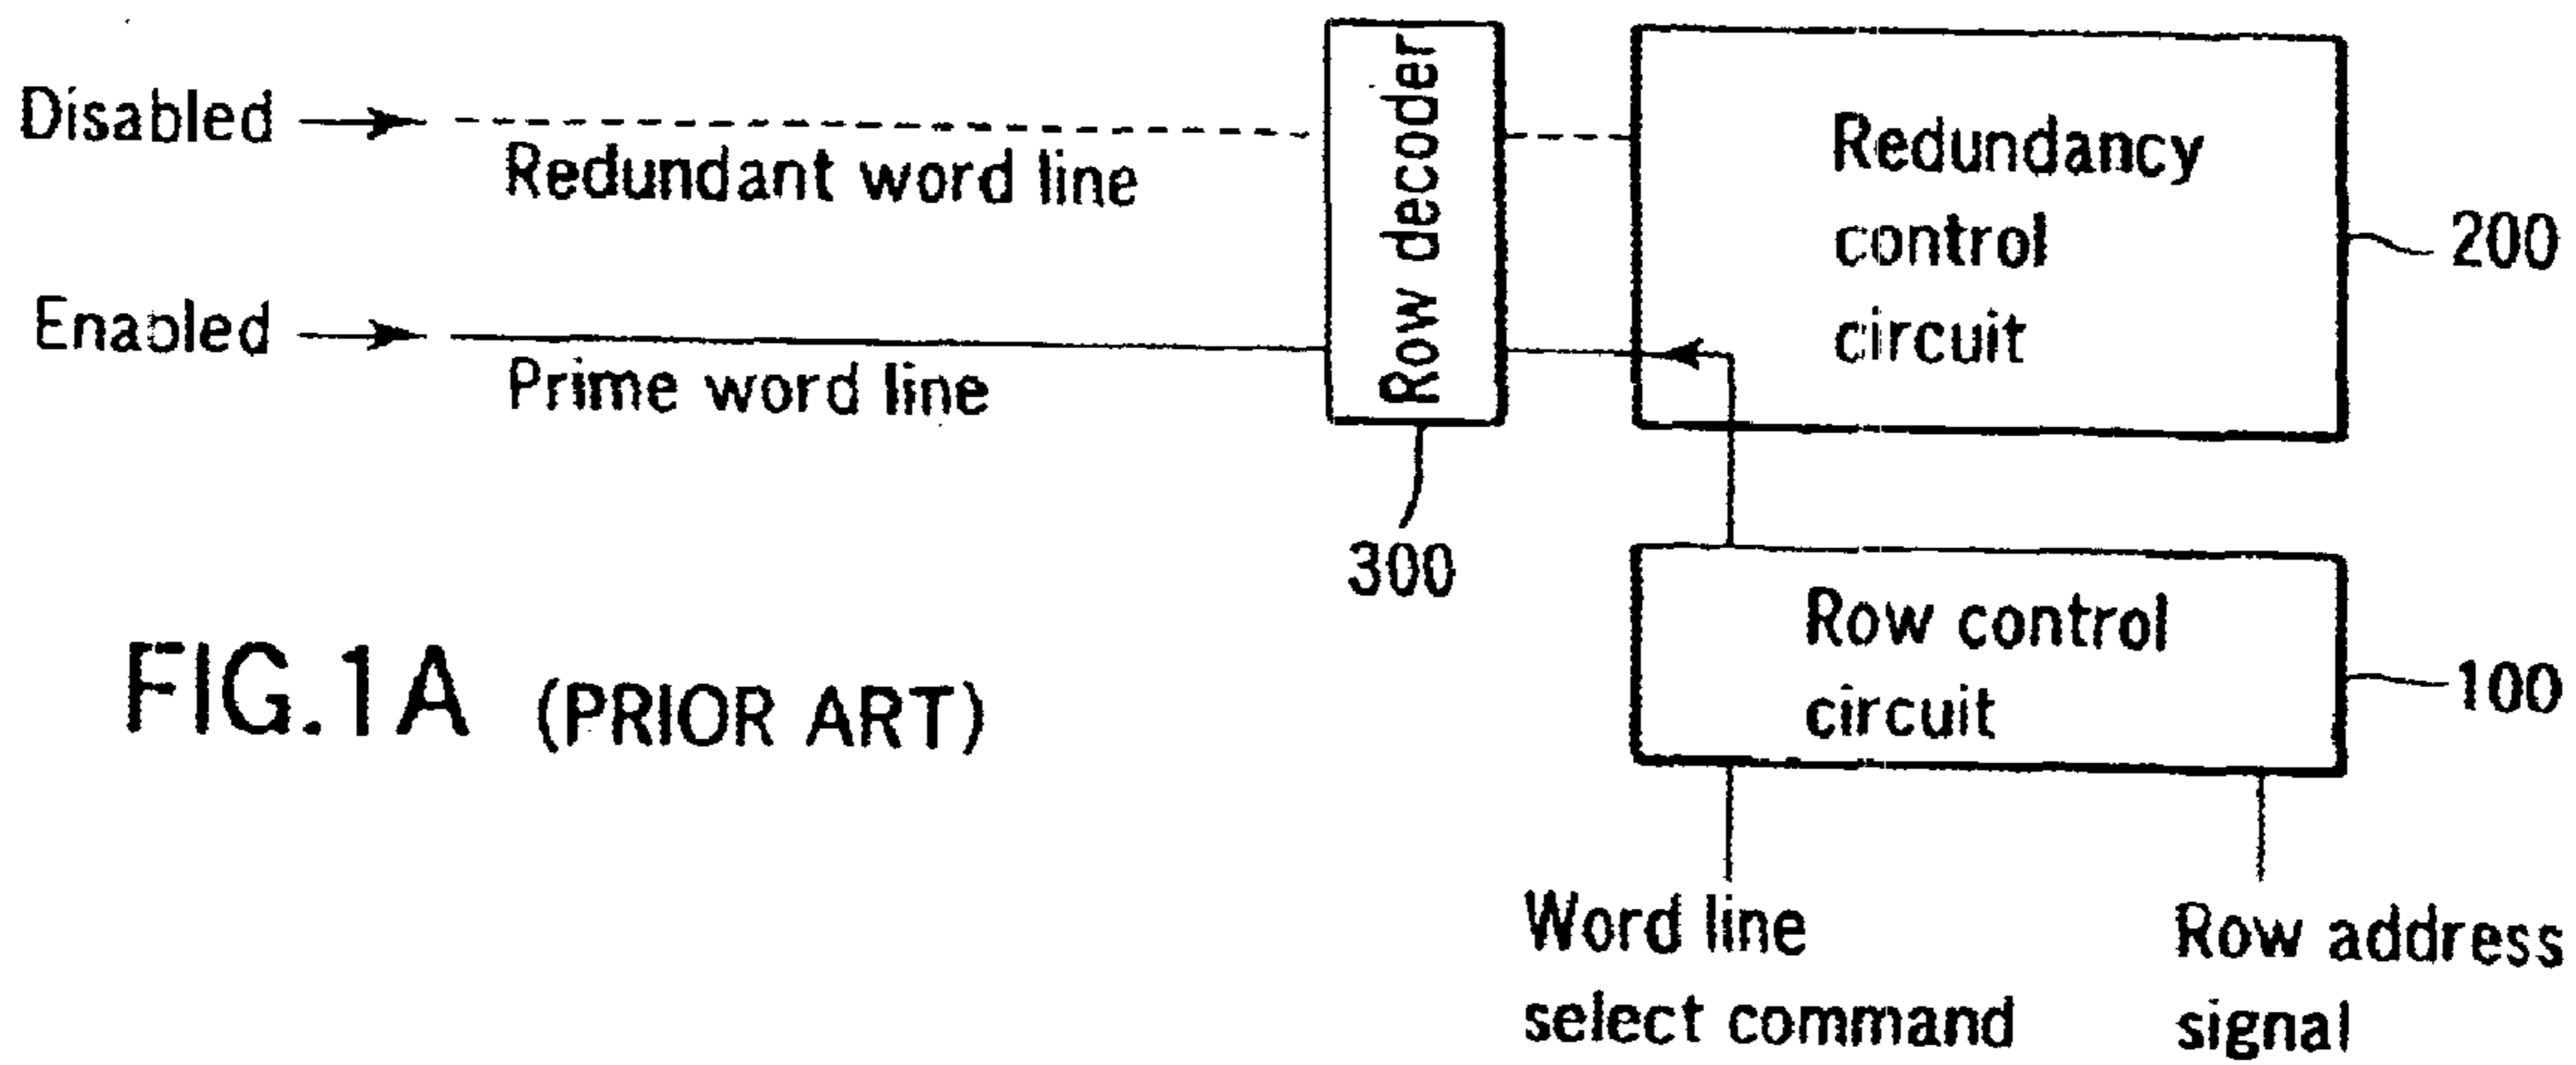 Disabled
Redundant word line
Enabled
Prime word line
Row decoder
300
Redundancy
control
circuit
200
Row control
circuit
100
Word line
select command
Row address
signal
FIG.1A (PRIOR ART)